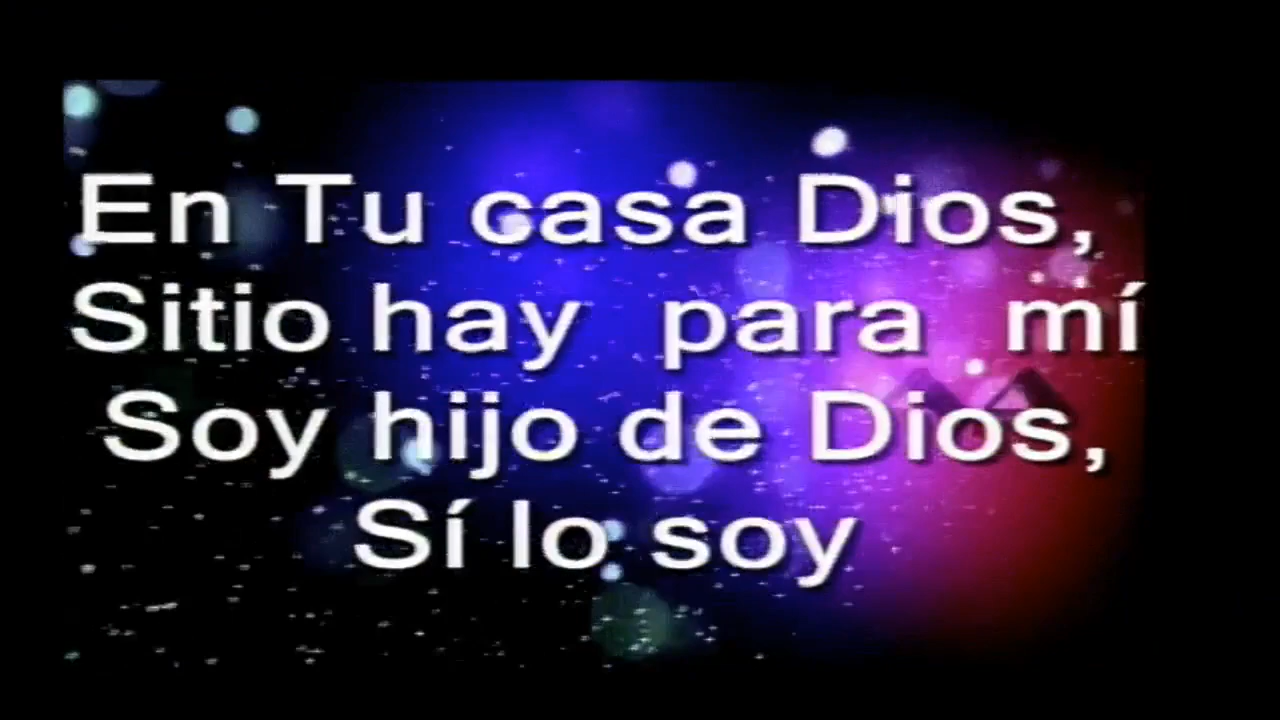 En Tu casa Dios,
Sitio hay para mí
Soy hijo de Dios,
Sí lo soy